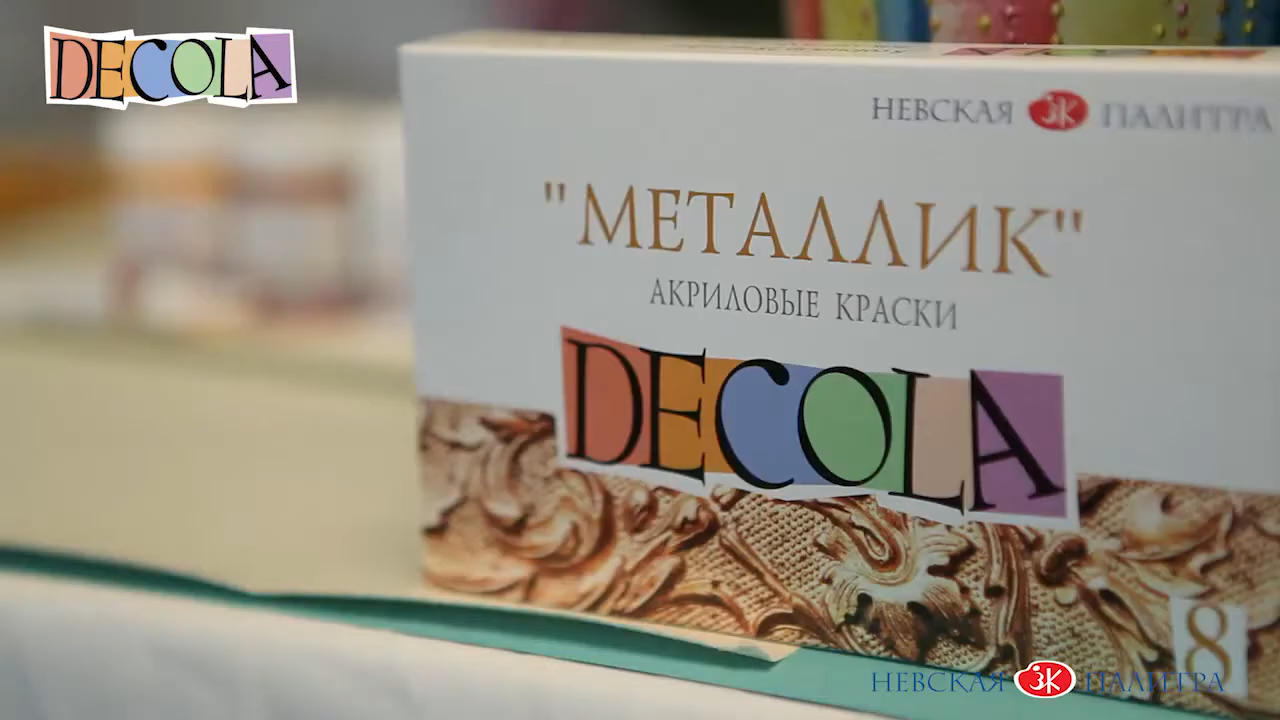 DECOLA
НЕВСКАЯ ЗК ПАЛИТРА
"МЕТАЛЛИК"
АКРИЛОВЫЕ КРАСКИ
DECOLA
8
НЕВСКАЯ ЗК ПАЛИТРА